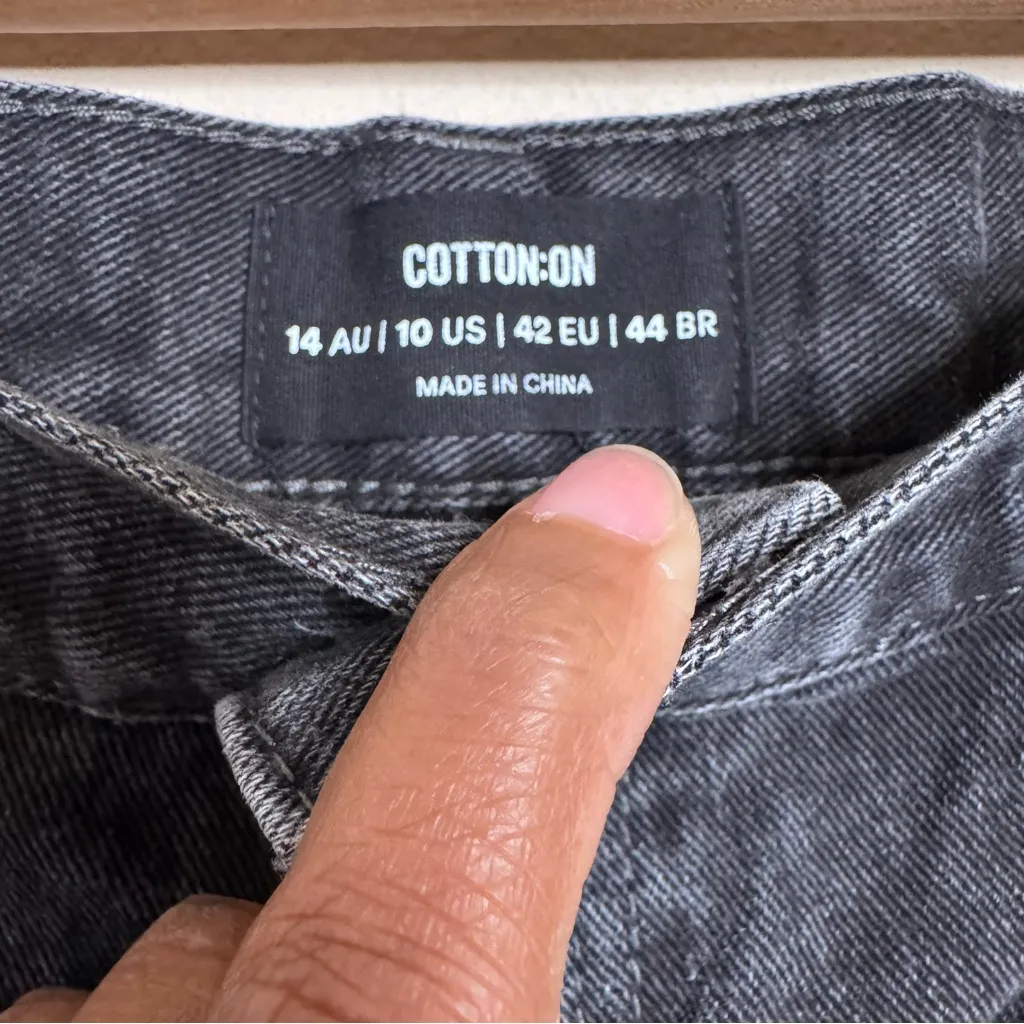 COTTON:ON
14 AU | 10 US | 42 EU | 44 BR
MADE IN CHINA